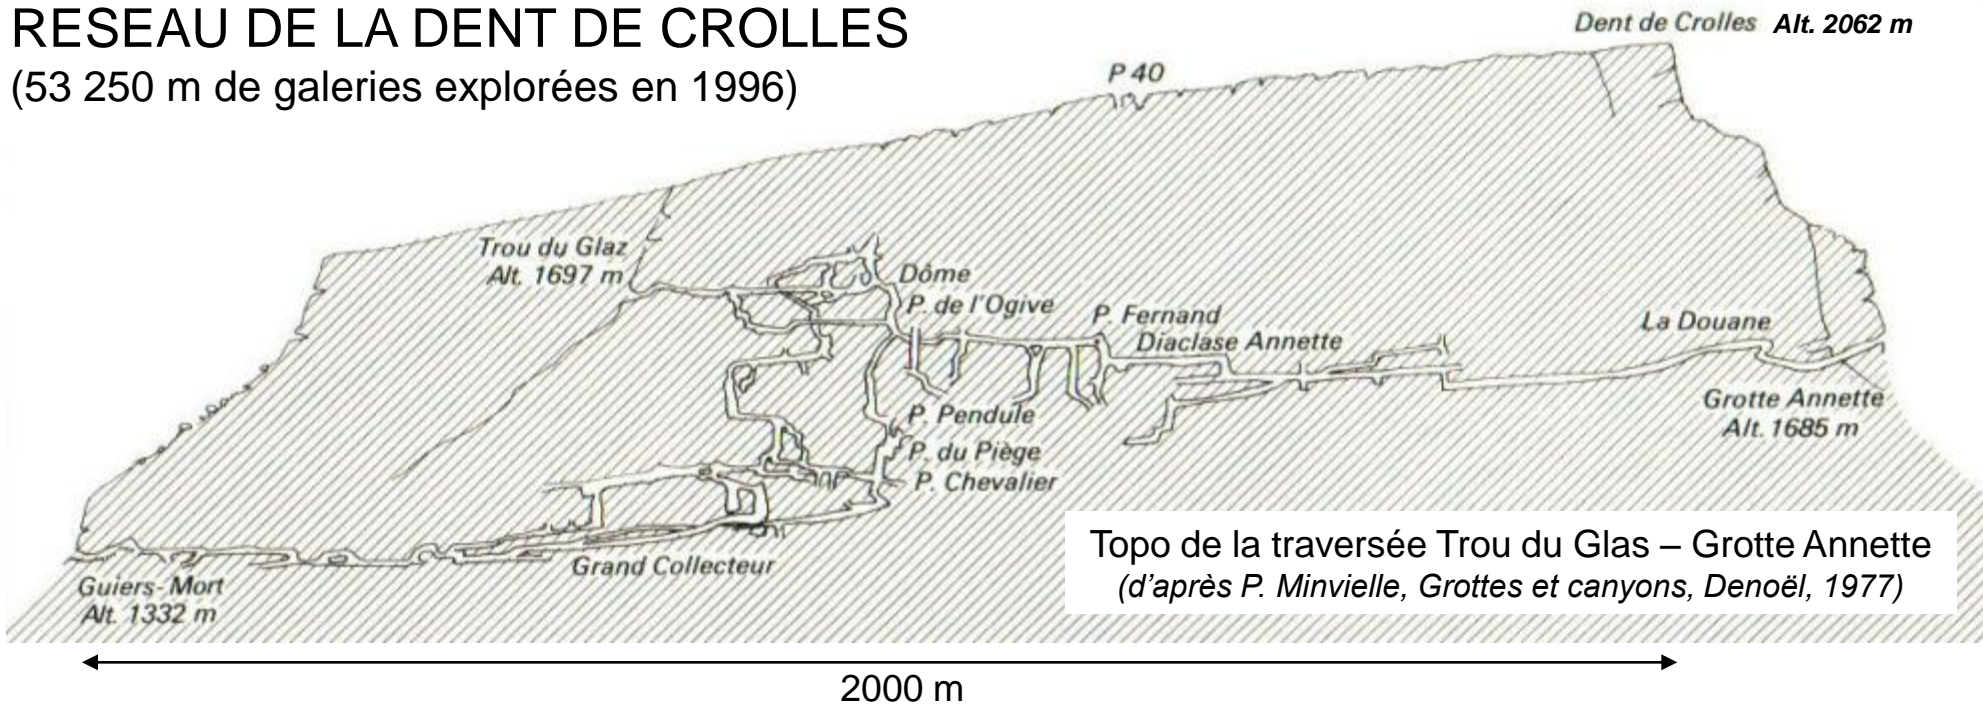 RESEAU DE LA DENT DE CROLLES
(53 250 m de galeries explorées en 1996)
Dent de Crolles Alt. 2062 m
P 40
Trou du Glaz
Alt. 1697 m
Dôme
P. de l'Ogive
P. Fernand
Diaclase Annette
La Douane
Grotte Annette
Alt. 1685 m
P. Pendule
P. du Piège
P. Chevalier
Grand Collecteur
Guiers-Mort
Alt. 1332 m
Topo de la traversée Trou du Glas – Grotte Annette
(d'après P. Minvielle, Grottes et canyons, Denoël, 1977)
2000 m